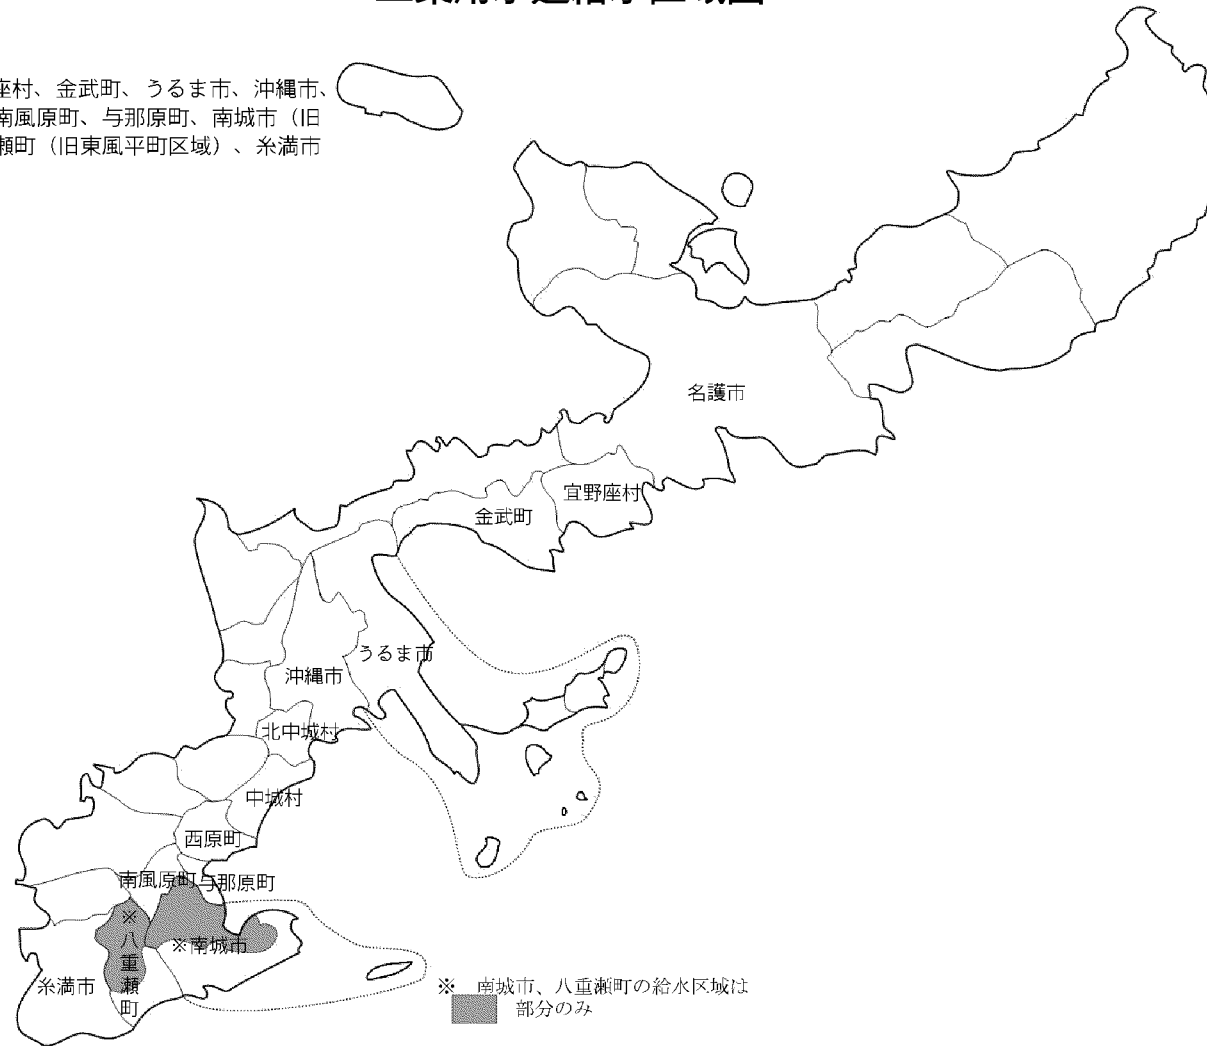 座村、金武町、うるま市、沖縄市、
南風原町、与那原町、南城市（旧
瀬町（旧東風平町区域）、糸満市
名護市
宜野座村
金武町
うるま市
沖縄市
北中城村
中城村
西原町
南風原町
与那原町
※南城市
※八重瀬町
糸満市
※　南城市、八重瀬町の給水区域は
部分のみ